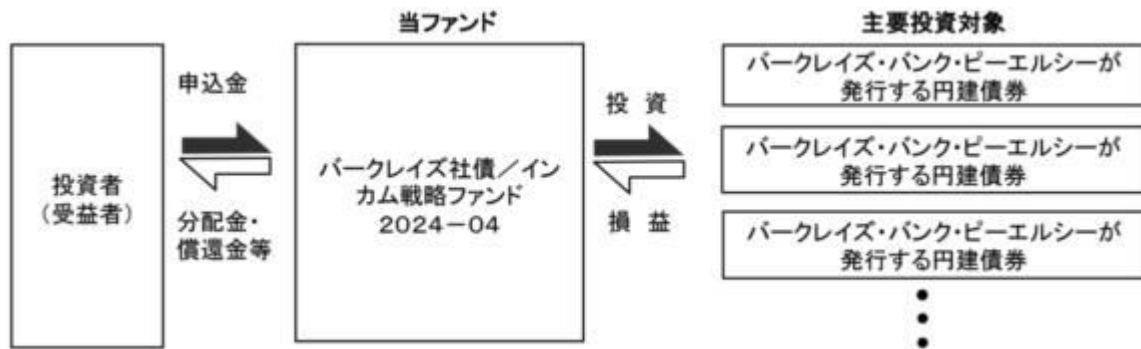 当ファンド
主要投資対象
投資者
(受益者)
申込金
分配金・
償還金等
バークレイズ社債/イン
カム戦略ファンド
2024-04
投 資
損 益
バークレイズ・バンク・ピーエルシーが
発行する円建債券
バークレイズ・バンク・ピーエルシーが
発行する円建債券
バークレイズ・バンク・ピーエルシーが
発行する円建債券